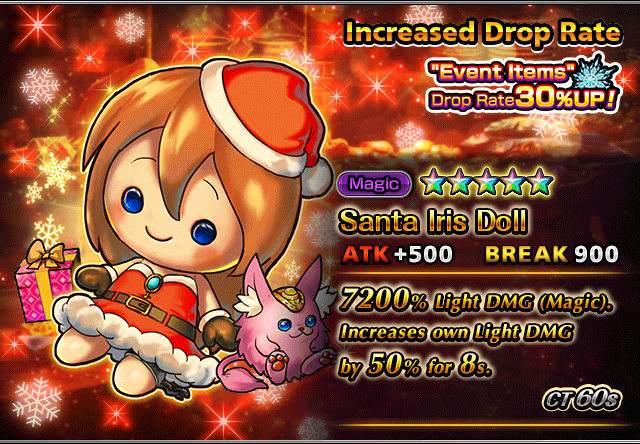 Increased Drop Rate
"Event Items"
Drop Rate 30%UP!
Magic
Santa Iris Doll
ATK +500 BREAK 900
7200% Light DMG (Magic).
Increases own Light DMG
by 50% for 8s.
CT 60s